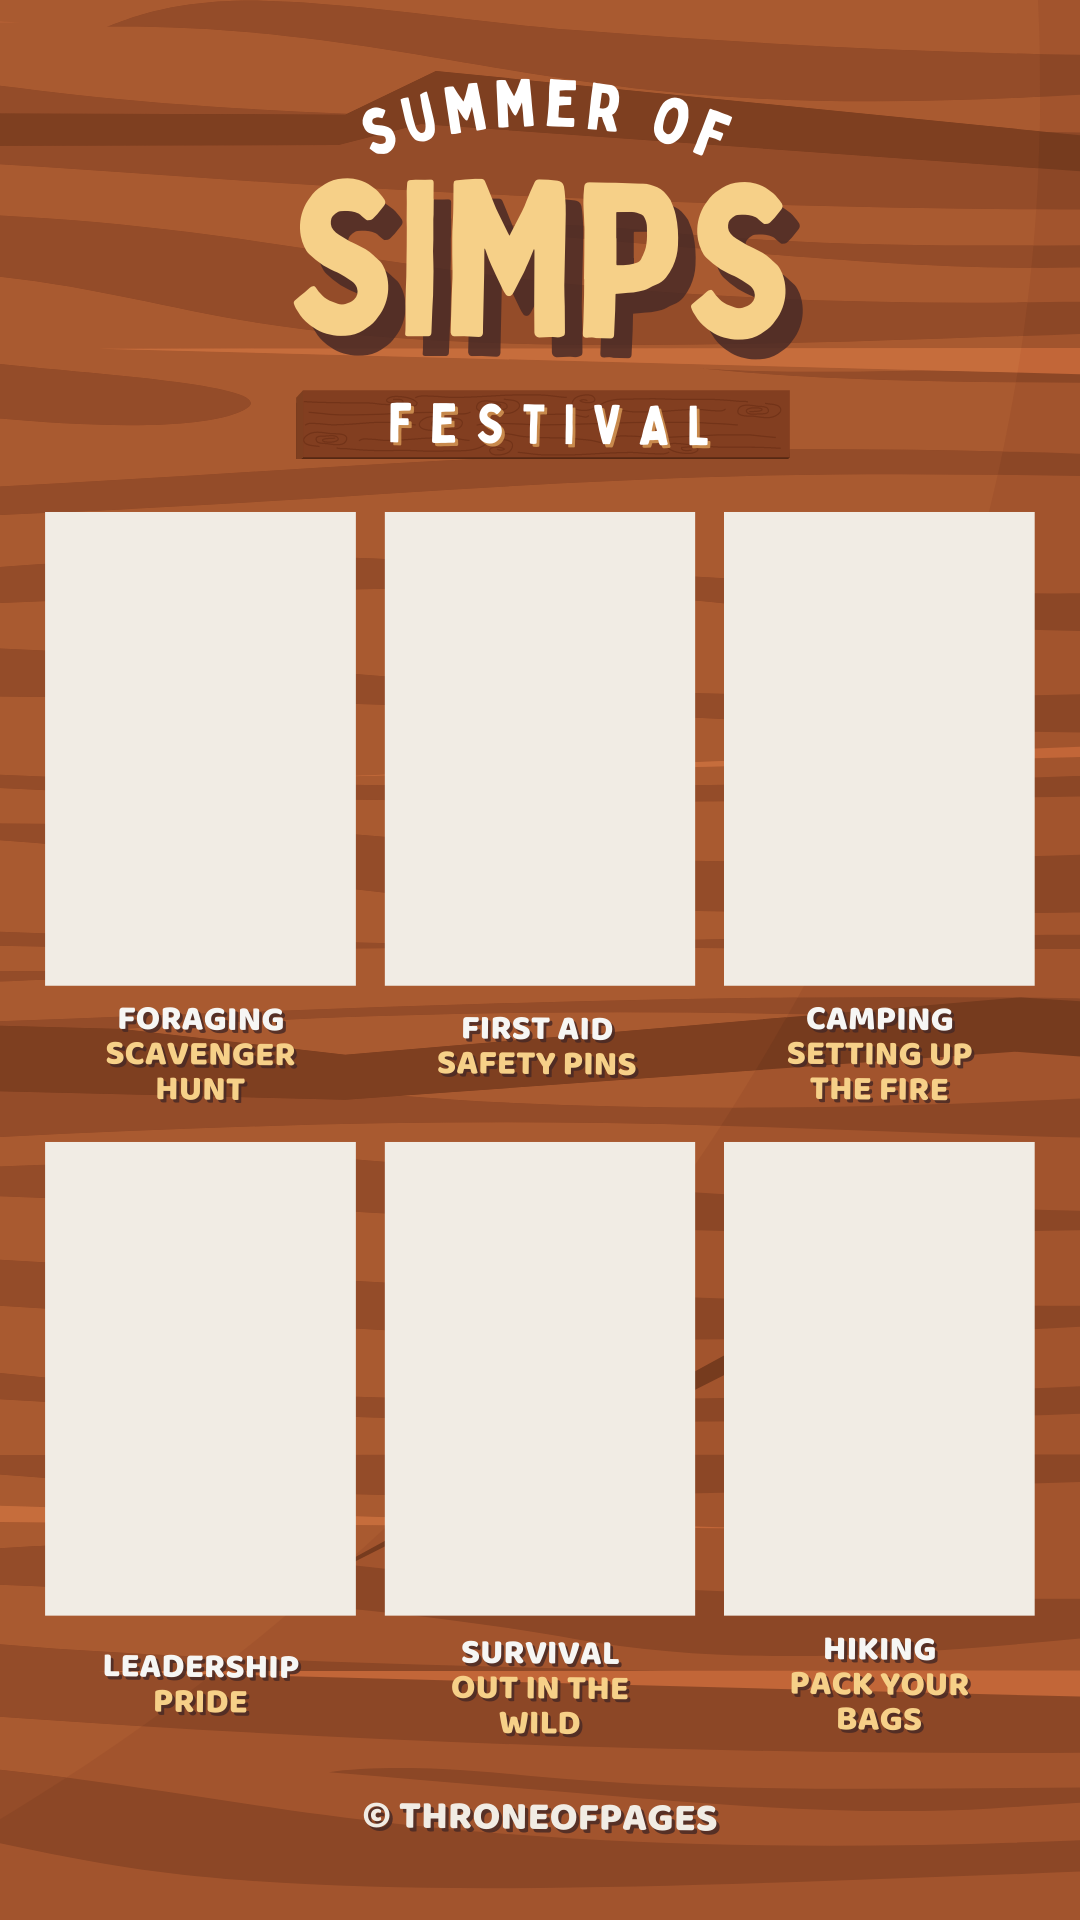 SUMMER OF
SIMPS
FESTIVAL
FORAGING
SCAVENGER
HUNT
FIRST AID
SAFETY PINS
CAMPING
SETTING UP
THE FIRE
LEADERSHIP
PRIDE
SURVIVAL
OUT IN THE
WILD
HIKING
PACK YOUR
BAGS
© THRONEOFPAGES